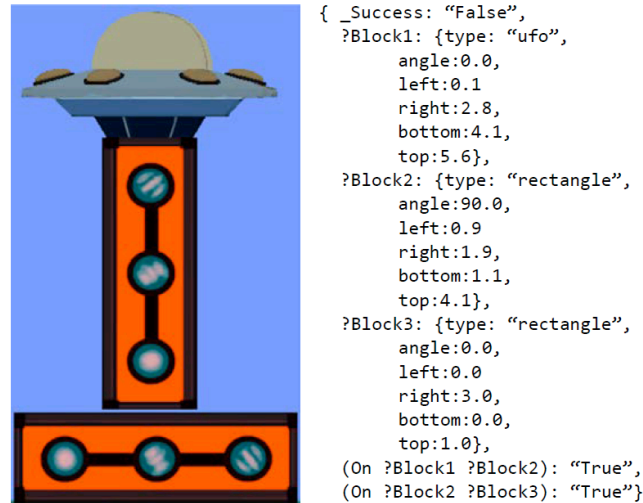 { _Success: “False”,
?Block1: {type: “ufo”,
angle:0.0,
left:0.1
right:2.8,
bottom:4.1,
top:5.6},
?Block2: {type: “rectangle”,
angle:90.0,
left:0.9
right:1.9,
bottom:1.1,
top:4.1},
?Block3: {type: “rectangle”,
angle:0.0,
left:0.0
right:3.0,
bottom:0.0,
top:1.0},
(On ?Block1 ?Block2): “True”,
(On ?Block2 ?Block3): “True”}